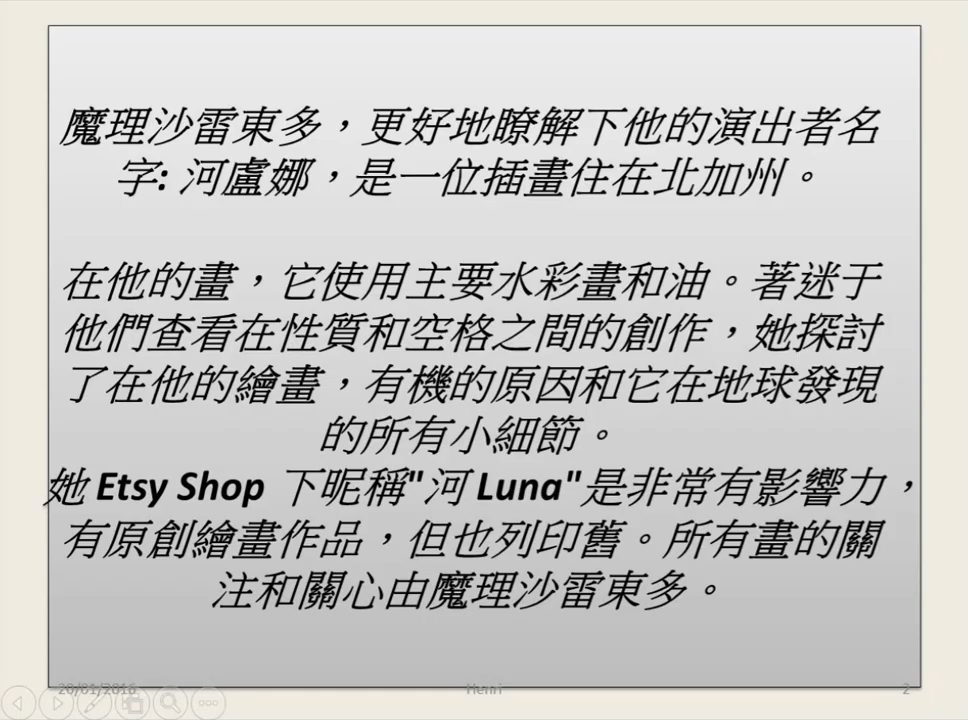 魔理沙雷東多，更好地瞭解下他的演出者名
字: 河盧娜，是一位插畫住在北加州。
在他的畫，它使用主要水彩畫和油。著迷于
他們查看在性質和空格之間的創作，她探討
了在他的繪畫，有機的原因和它在地球發現
的所有小細節。
她 Etsy Shop 下昵稱"河 Luna"是非常有影響力，
有原創繪畫作品，但也列印舊。所有畫的關
注和關心由魔理沙雷東多。
20/01/2016
Henri
2